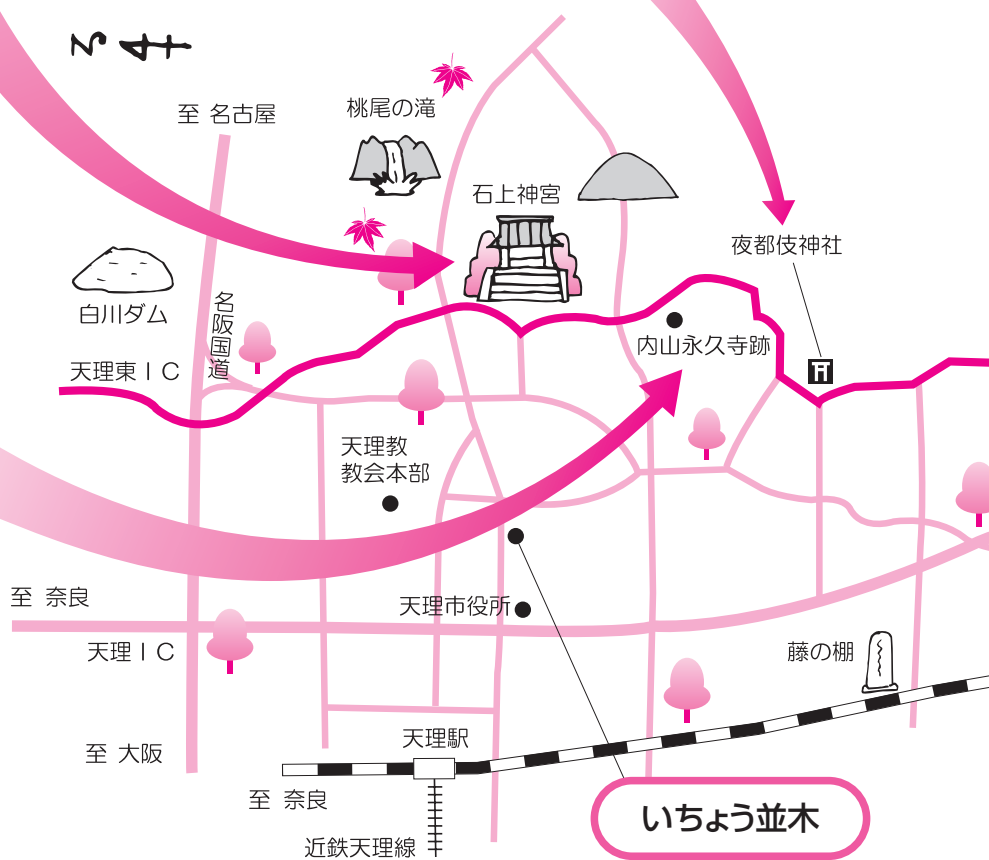 至 名古屋
桃尾の滝
石上神宮
夜都伎神社
白川ダム
名阪国道
天理東IC
内山永久寺跡
天理教
教会本部
至 奈良
天理市役所
天理IC
藤の棚
至 大阪
天理駅
至 奈良
いちょう並木
近鉄天理線